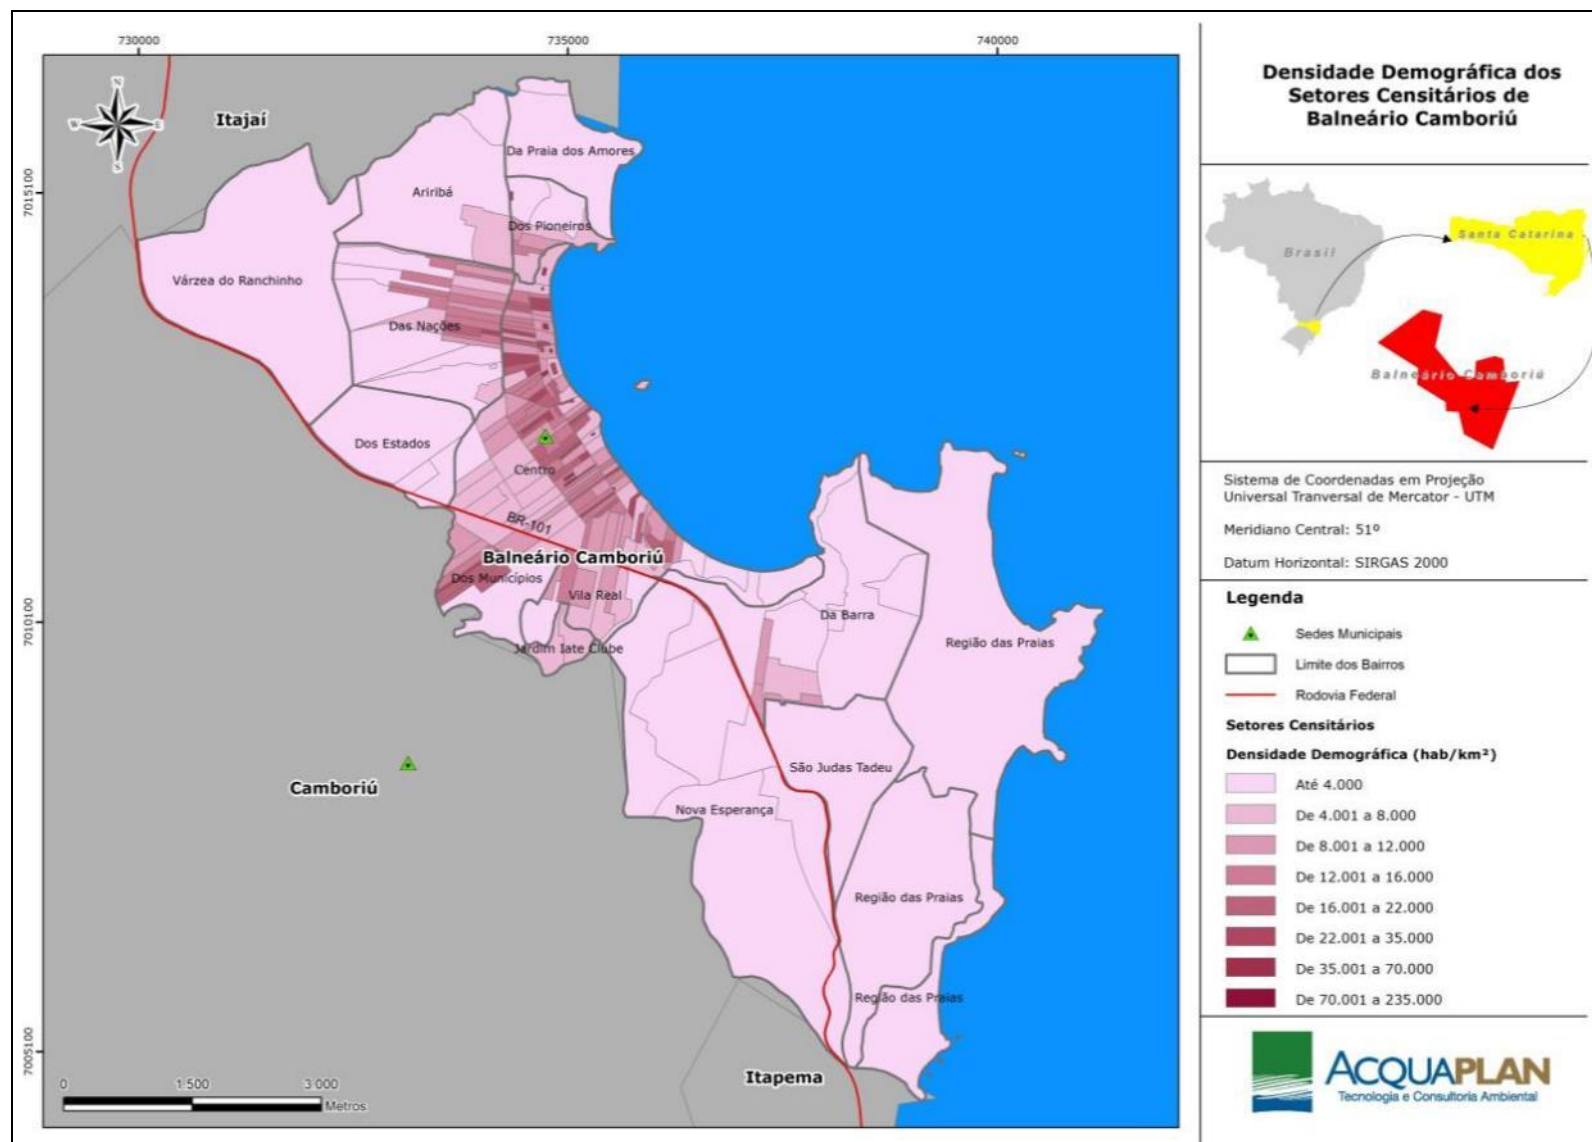 730000
735000
740000
7015100
7010100
7005100
N
W
E
S
Itajaí
Da Praia dos Amores
Aririb​á
Dos Pioneiros
Várzea do Ranchinho
Das Nações
Dos Estados
Centro
BR-101
Balneário Camboriú
Dos Municípios
Vila Real
Jardim Iate Clube
Da Barra
Região das Praias
São Judas Tadeu
Camboriú
Nova Esperança
Região das Praias
Região das Praias
Itapema
0
1 500
3 000
Metros
Densidade Demográfica dos
Setores Censitários de
Balneário Camboriú
Brasil
Santa Catarina
Balneário Camboriú
Sistema de Coordenadas em Projeção
Universal Tranversal de Mercator - UTM
Meridiano Central: 51º
Datum Horizontal: SIRGAS 2000
Legenda
Sedes Municipais
Limite dos Bairros
Rodovia Federal
Setores Censitários
Densidade Demográfica (hab/km²)
Até 4.000
De 4.001 a 8.000
De 8.001 a 12.000
De 12.001 a 16.000
De 16.001 a 22.000
De 22.001 a 35.000
De 35.001 a 70.000
De 70.001 a 235.000
ACQUAPLAN
Tecnologia e Consultoria Ambiental